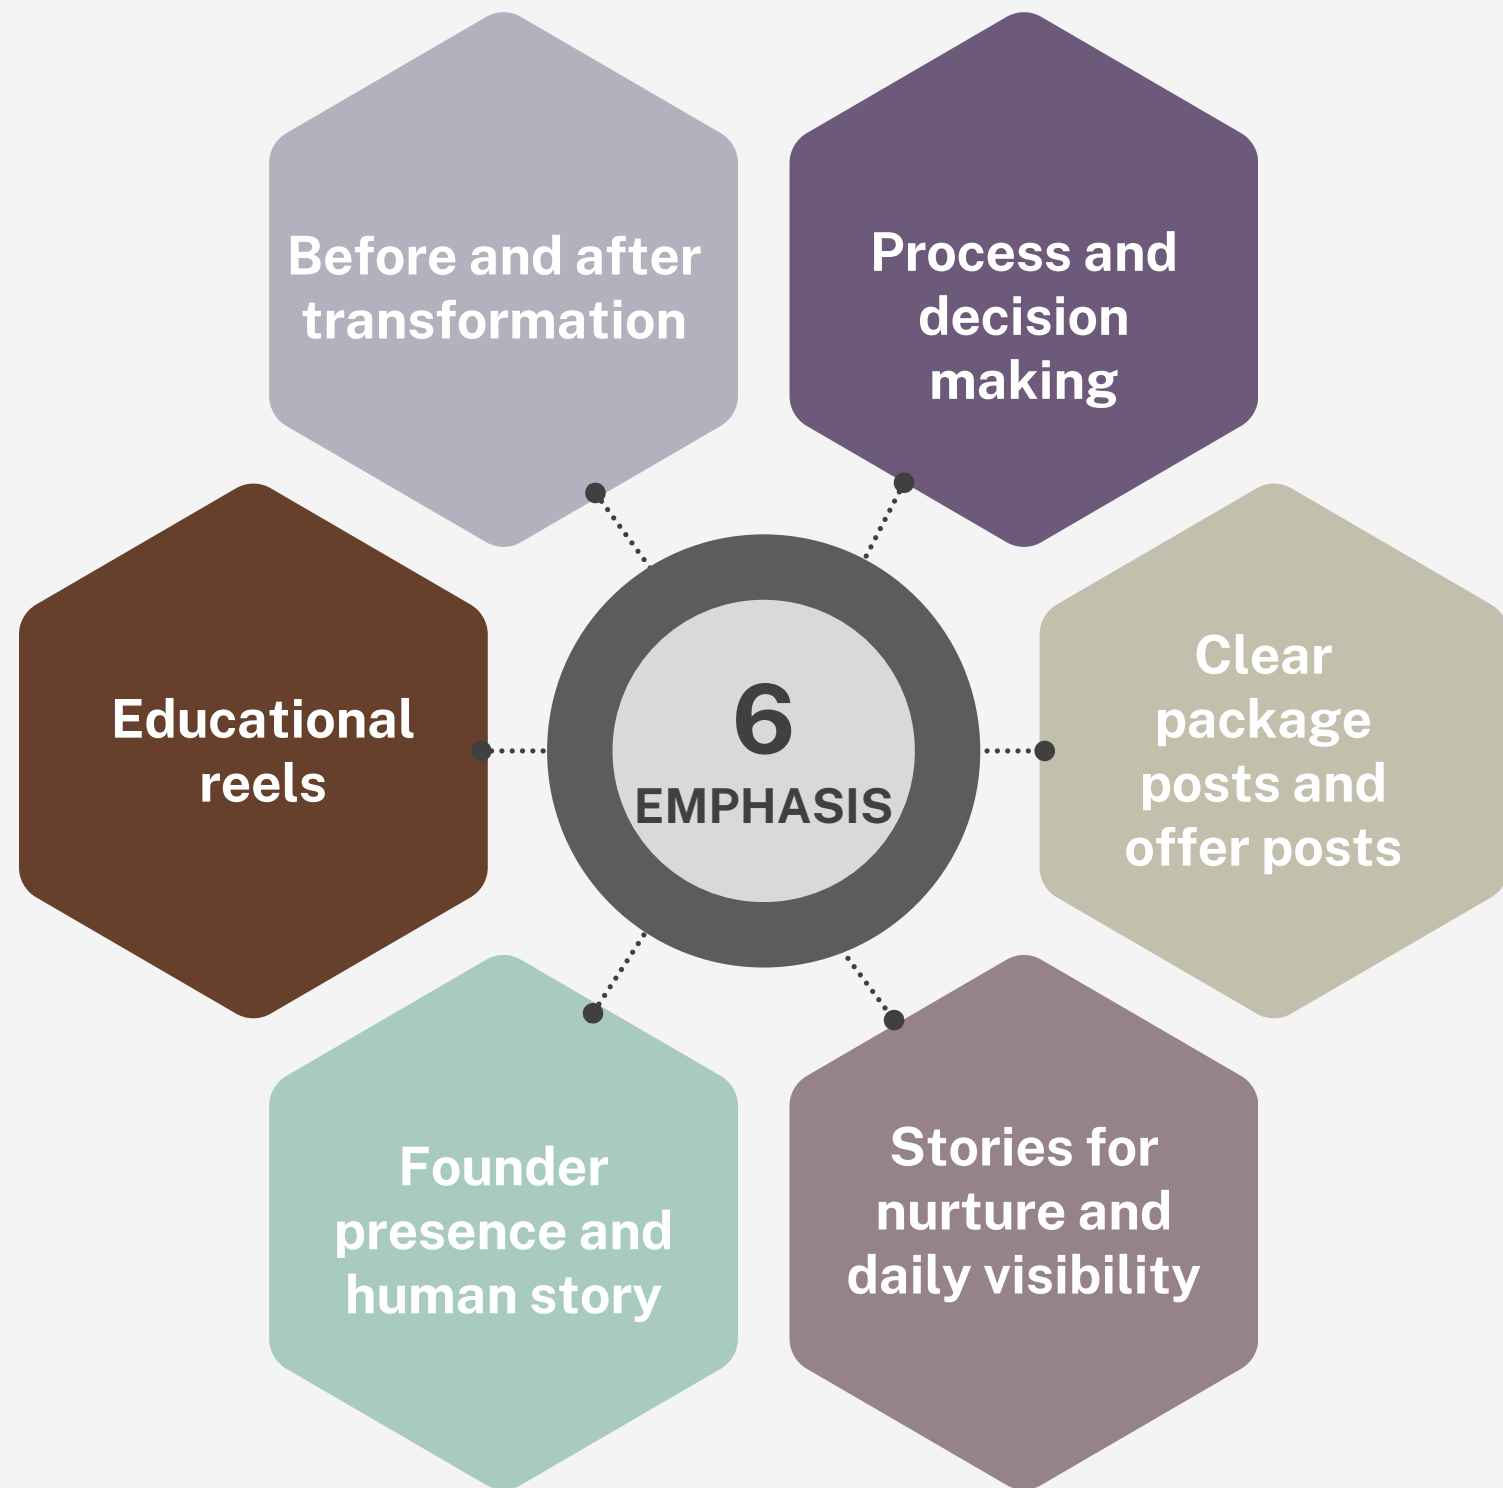 Before and after
transformation
Process and
decision
making
Educational
reels
6
EMPHASIS
Clear
package
posts and
offer posts
Founder
presence and
human story
Stories for
nurture and
daily visibility